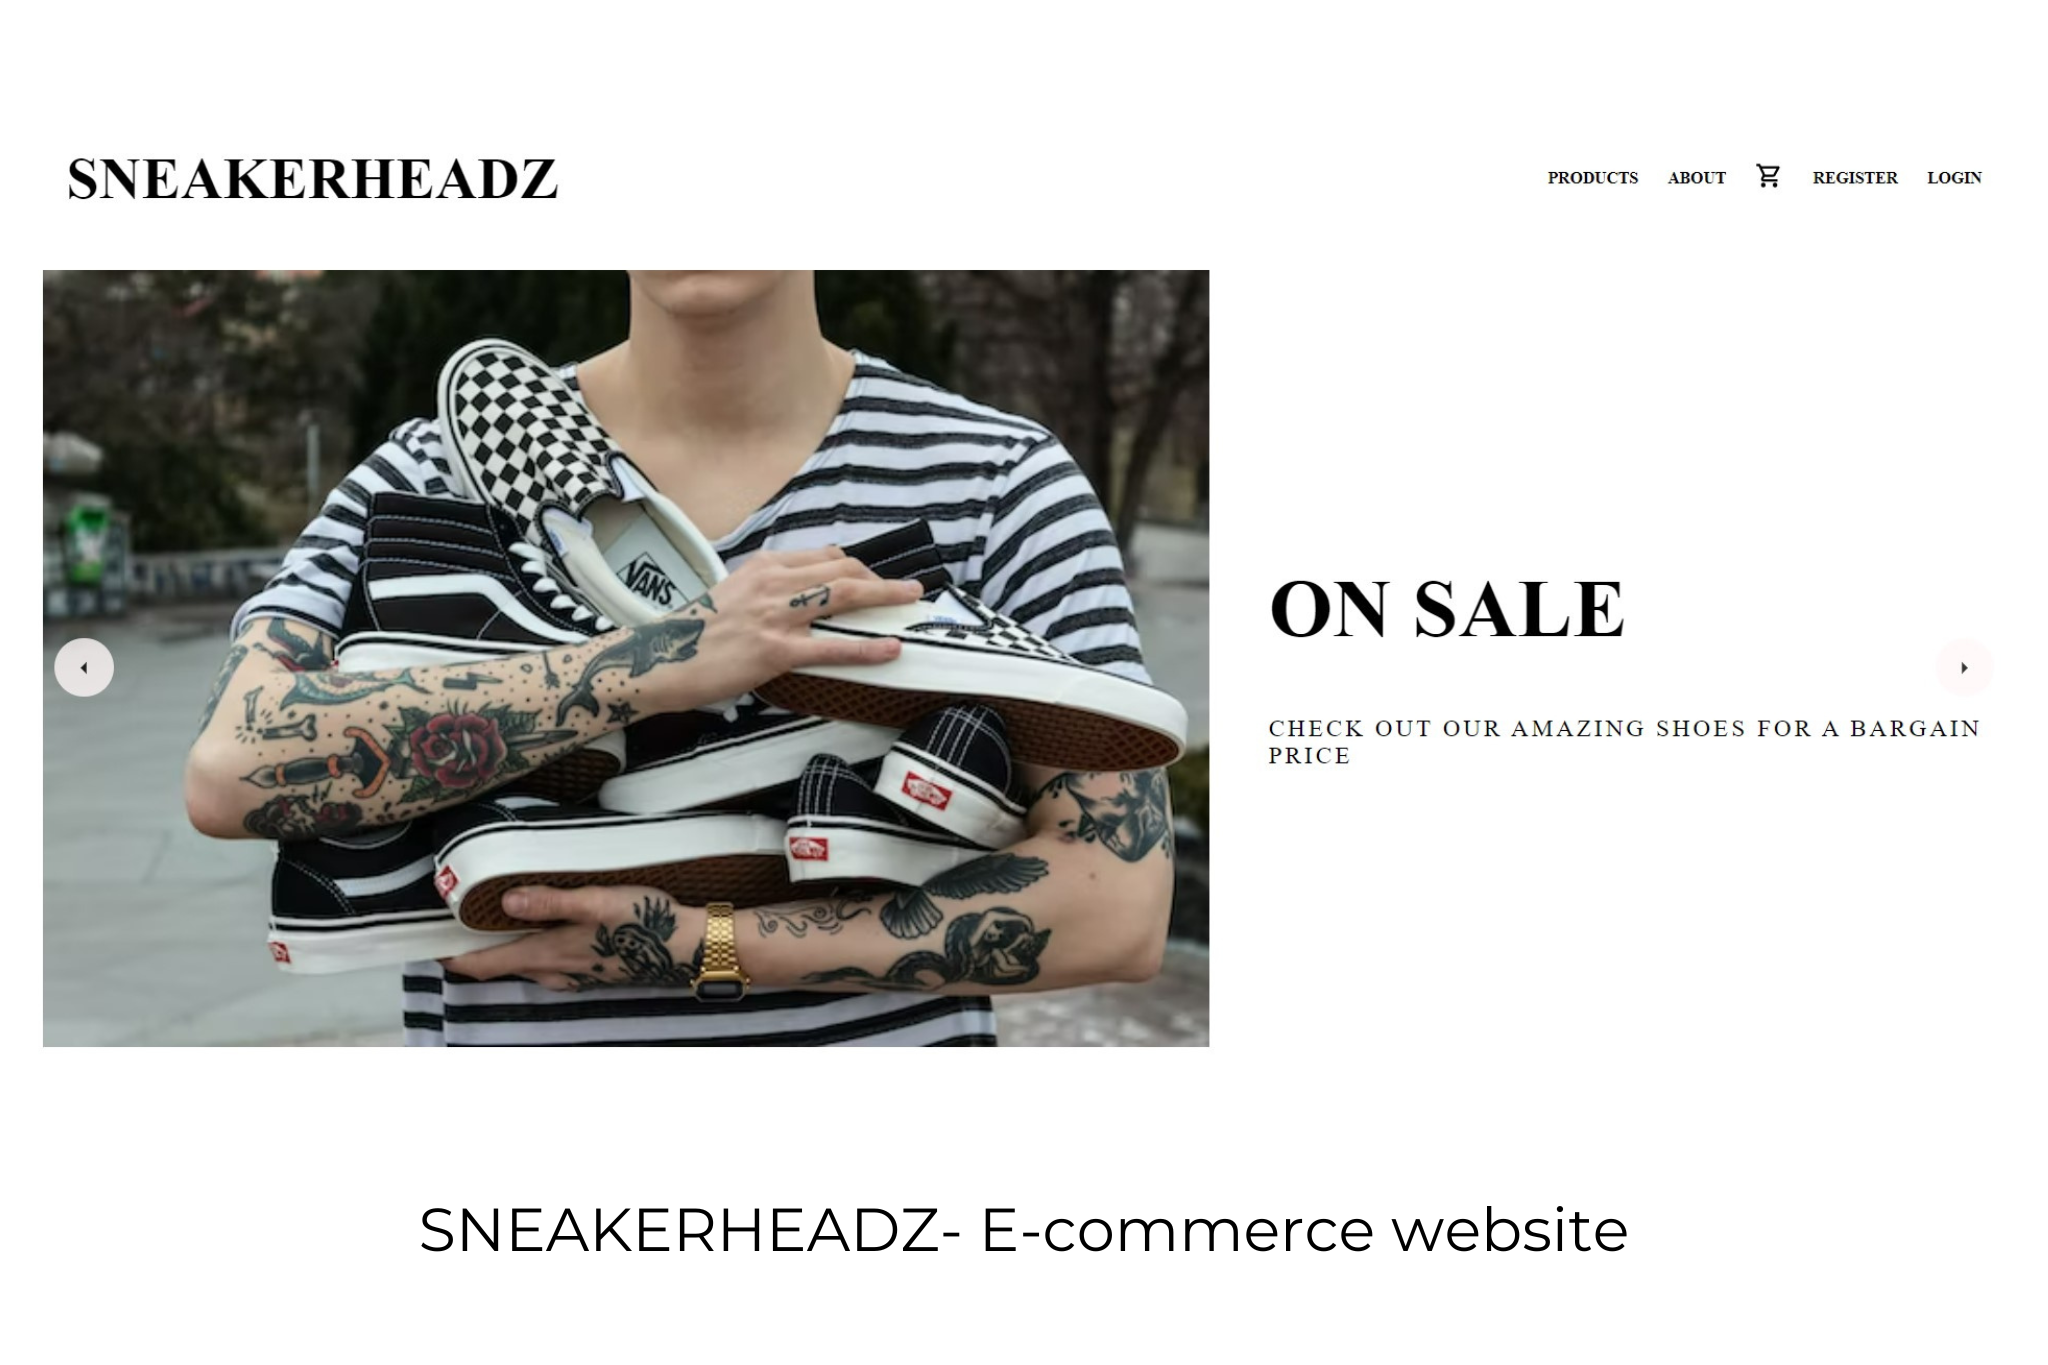 SNEAKERHEADZ
PRODUCTS ABOUT REGISTER LOGIN
VANS
ON SALE
CHECK OUT OUR AMAZING SHOES FOR A BARGAIN
PRICE
SNEAKERHEADZ- E-commerce website